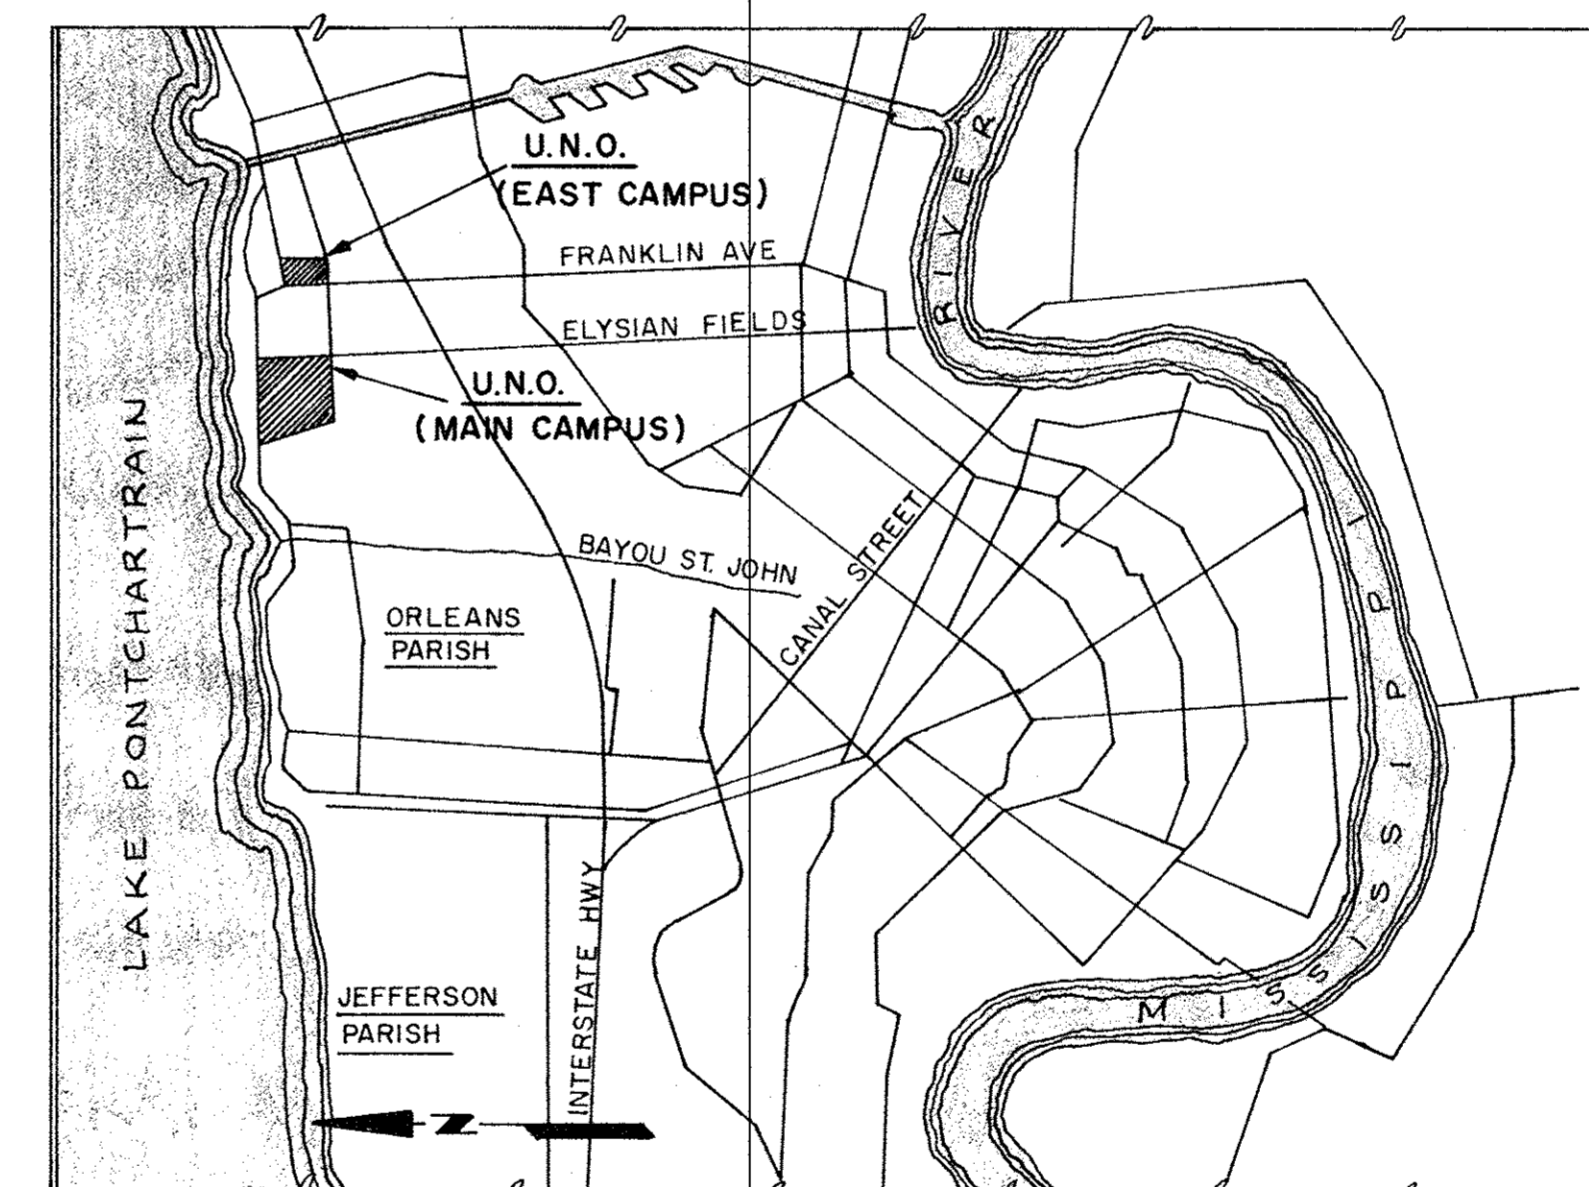 U.N.O.
(EAST CAMPUS)
FRANKLIN AVE
ELYSIAN FIELDS
U.N.O.
(MAIN CAMPUS)
BAYOU ST. JOHN
CANAL STREET
ORLEANS
PARISH
LAKE PONTCHARTRAIN
JEFFERSON
PARISH
INTERSTATE HWY
N
MISSISSIPPI RIVER